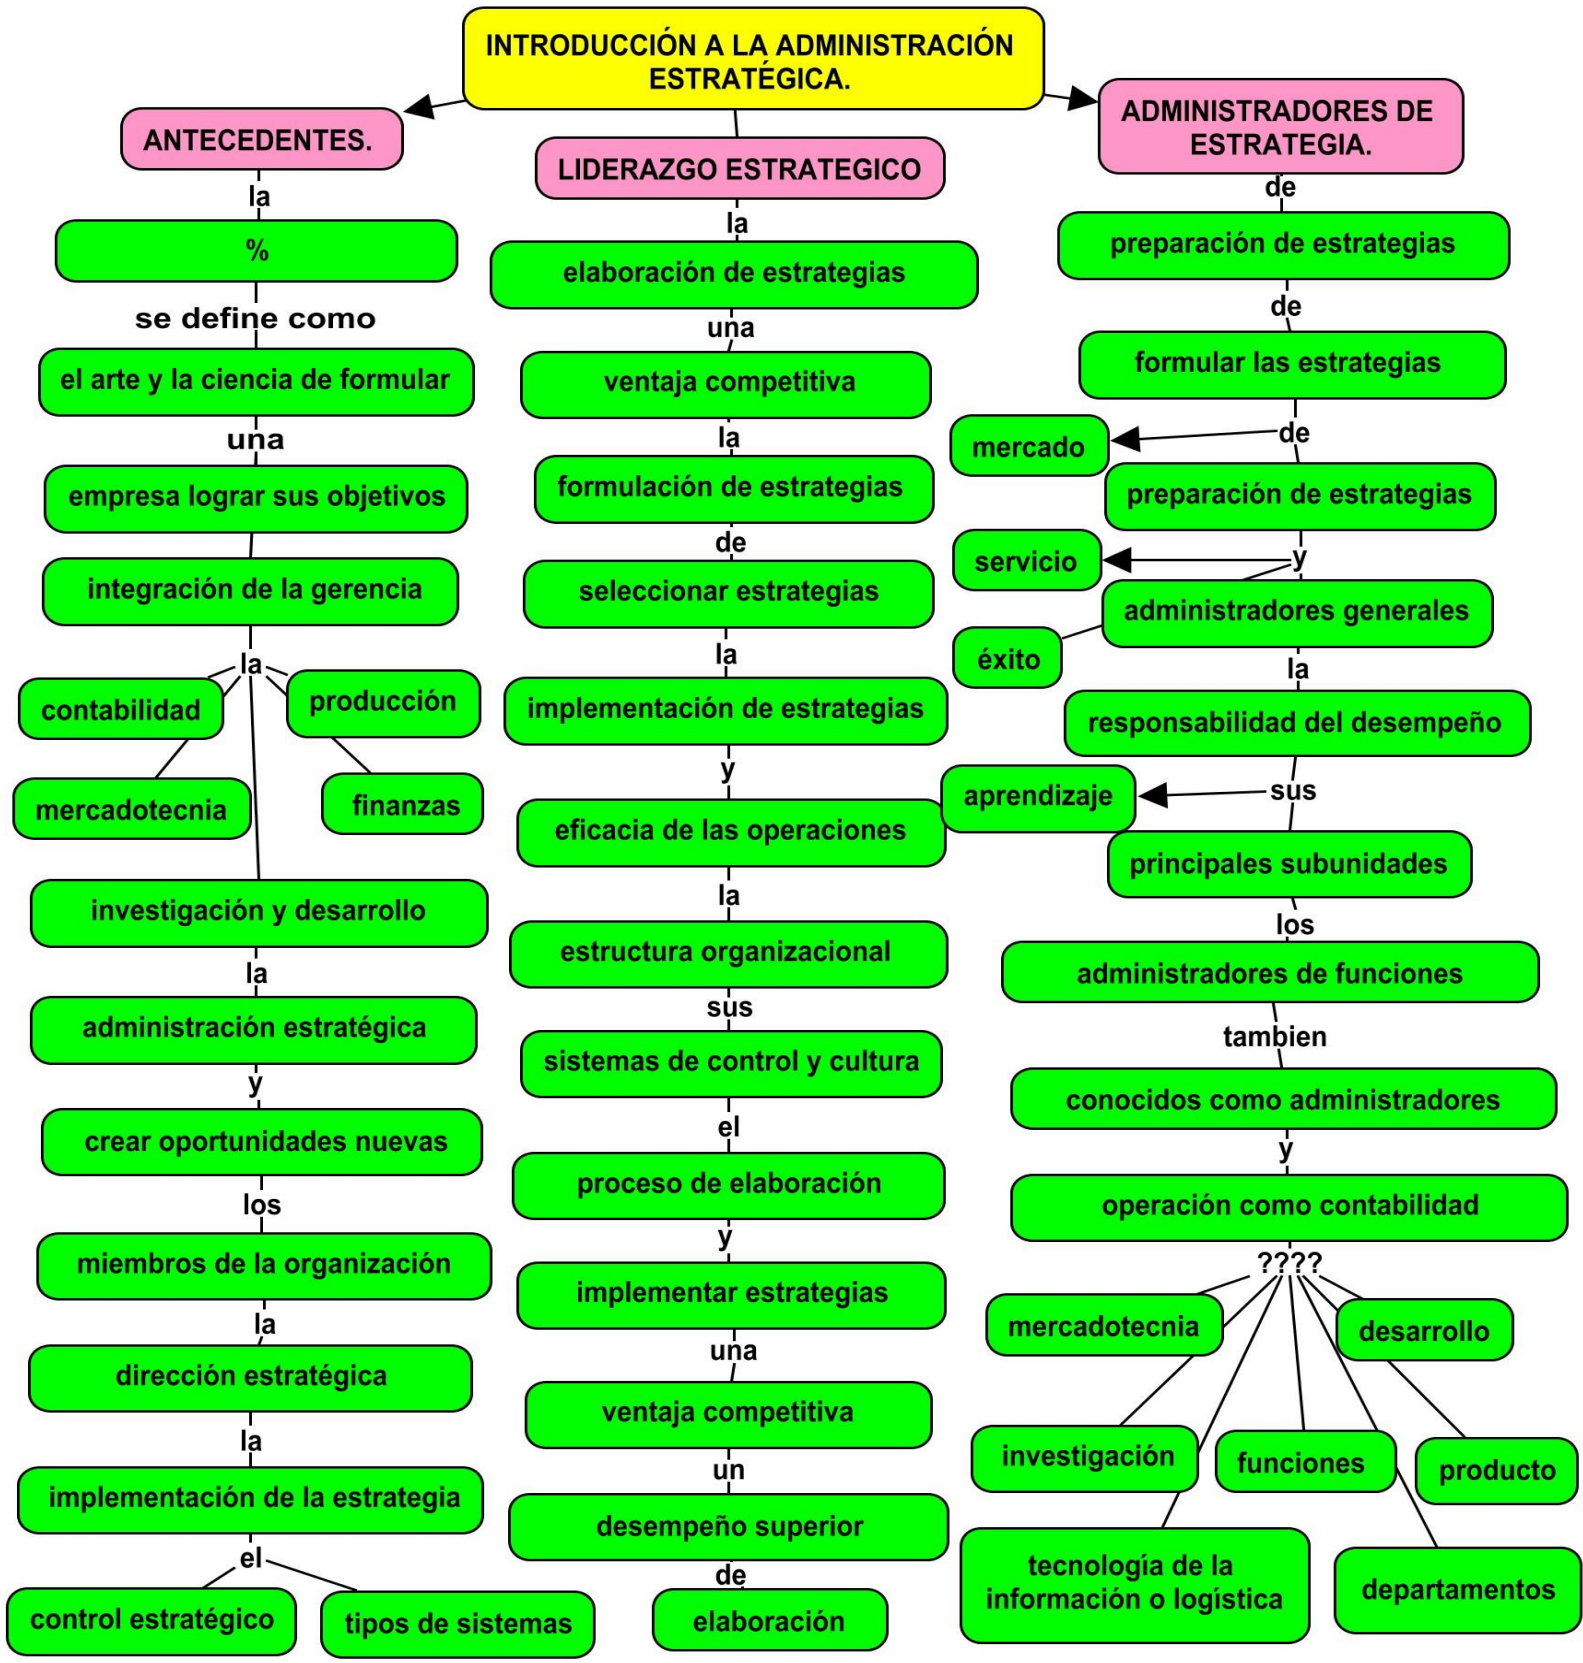 INTRODUCCIÓN A LA ADMINISTRACIÓN
ESTRATÉGICA.
ANTECEDENTES.
la
%
se define como
el arte y la ciencia de formular
una
empresa lograr sus objetivos
integración de la gerencia
la
contabilidad
producción
mercadotecnia
finanzas
investigación y desarrollo
la
administración estratégica
y
crear oportunidades nuevas
los
miembros de la organización
la
dirección estratégica
la
implementación de la estrategia
el
control estratégico
tipos de sistemas
LIDERAZGO ESTRATEGICO
la
elaboración de estrategias
una
ventaja competitiva
la
formulación de estrategias
de
seleccionar estrategias
la
implementación de estrategias
y
eficacia de las operaciones
la
estructura organizacional
sus
sistemas de control y cultura
el
proceso de elaboración
y
implementar estrategias
una
ventaja competitiva
un
desempeño superior
de
elaboración
ADMINISTRADORES DE
ESTRATEGIA.
de
preparación de estrategias
de
formular las estrategias
de
mercado
preparación de estrategias
y
servicio
administradores generales
éxito
la
responsabilidad del desempeño
sus
aprendizaje
principales subunidades
los
administradores de funciones
tambien
conocidos como administradores
y
operación como contabilidad
????
mercadotecnia
desarrollo
investigación
funciones
producto
tecnología de la
información o logística
departamentos